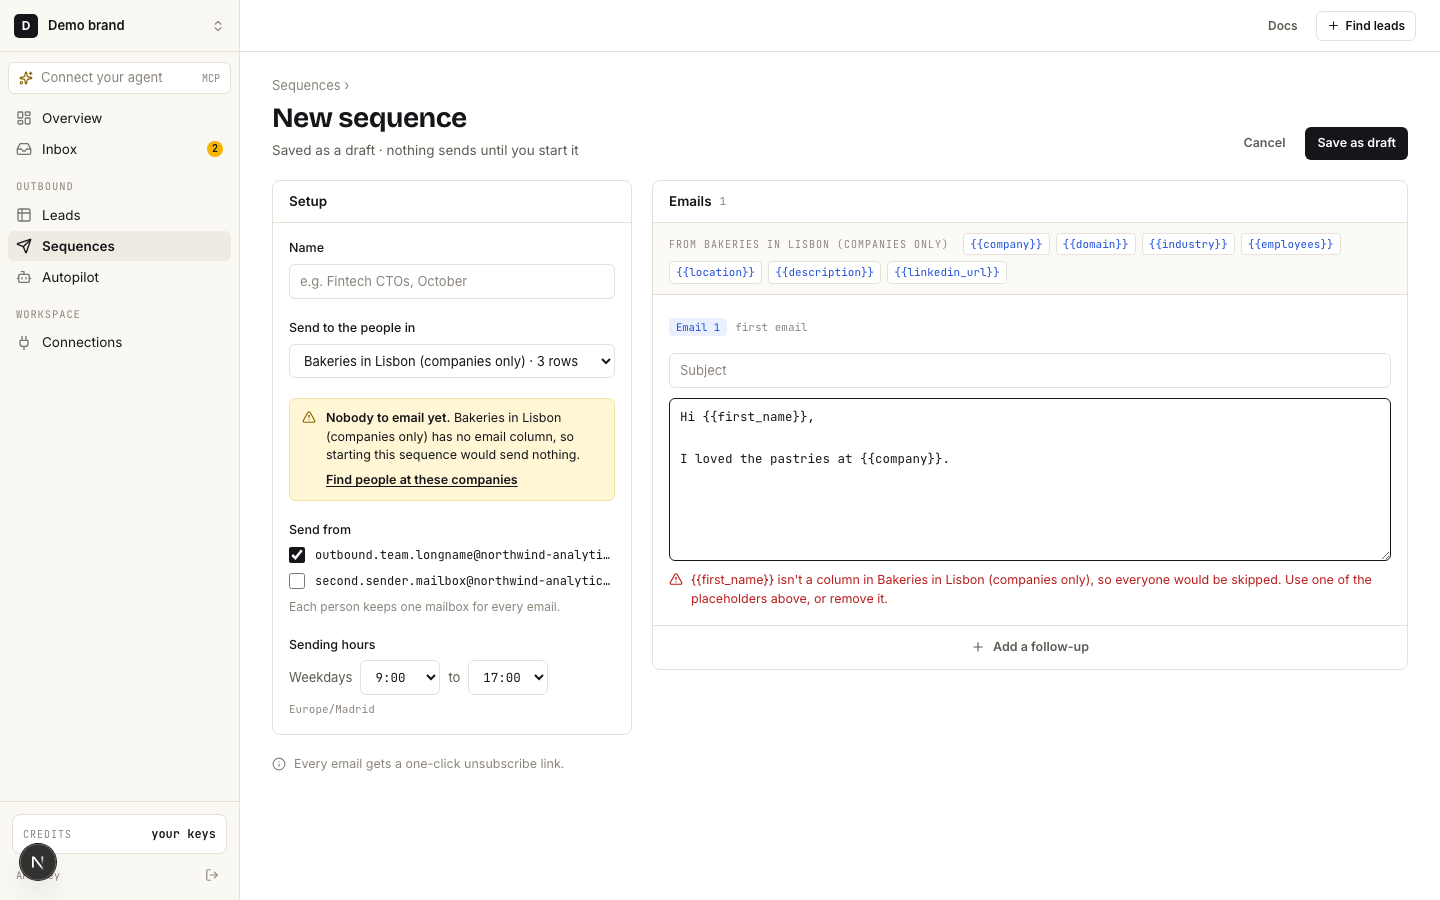 D Demo brand
Docs
+ Find leads
Connect your agent MCP
Overview
Inbox 2
OUTBOUND
Leads
Sequences
Autopilot
WORKSPACE
Connections
CREDITS your keys
N
Sequences ›
New sequence
Saved as a draft · nothing sends until you start it
Cancel
Save as draft
Setup
Name
e.g. Fintech CTOs, October
Send to the people in
Bakeries in Lisbon (companies only) · 3 rows
Nobody to email yet. Bakeries in Lisbon
(companies only) has no email column, so
starting this sequence would send nothing.
Find people at these companies
Send from
outbound.team.longname@northwind-analyti…
second.sender.mailbox@northwind-analytic…
Each person keeps one mailbox for every email.
Sending hours
Weekdays 9:00 to 17:00
Europe/Madrid
Every email gets a one-click unsubscribe link.
Emails 1
FROM BAKERIES IN LISBON (COMPANIES ONLY) {{company}} {{domain}} {{industry}} {{employees}}
{{location}} {{description}} {{linkedin_url}}
Email 1 first email
Subject
Hi {{first_name}},
I loved the pastries at {{company}}.
{{first_name}} isn't a column in Bakeries in Lisbon (companies only), so everyone would be skipped. Use one of the
placeholders above, or remove it.
+ Add a follow-up